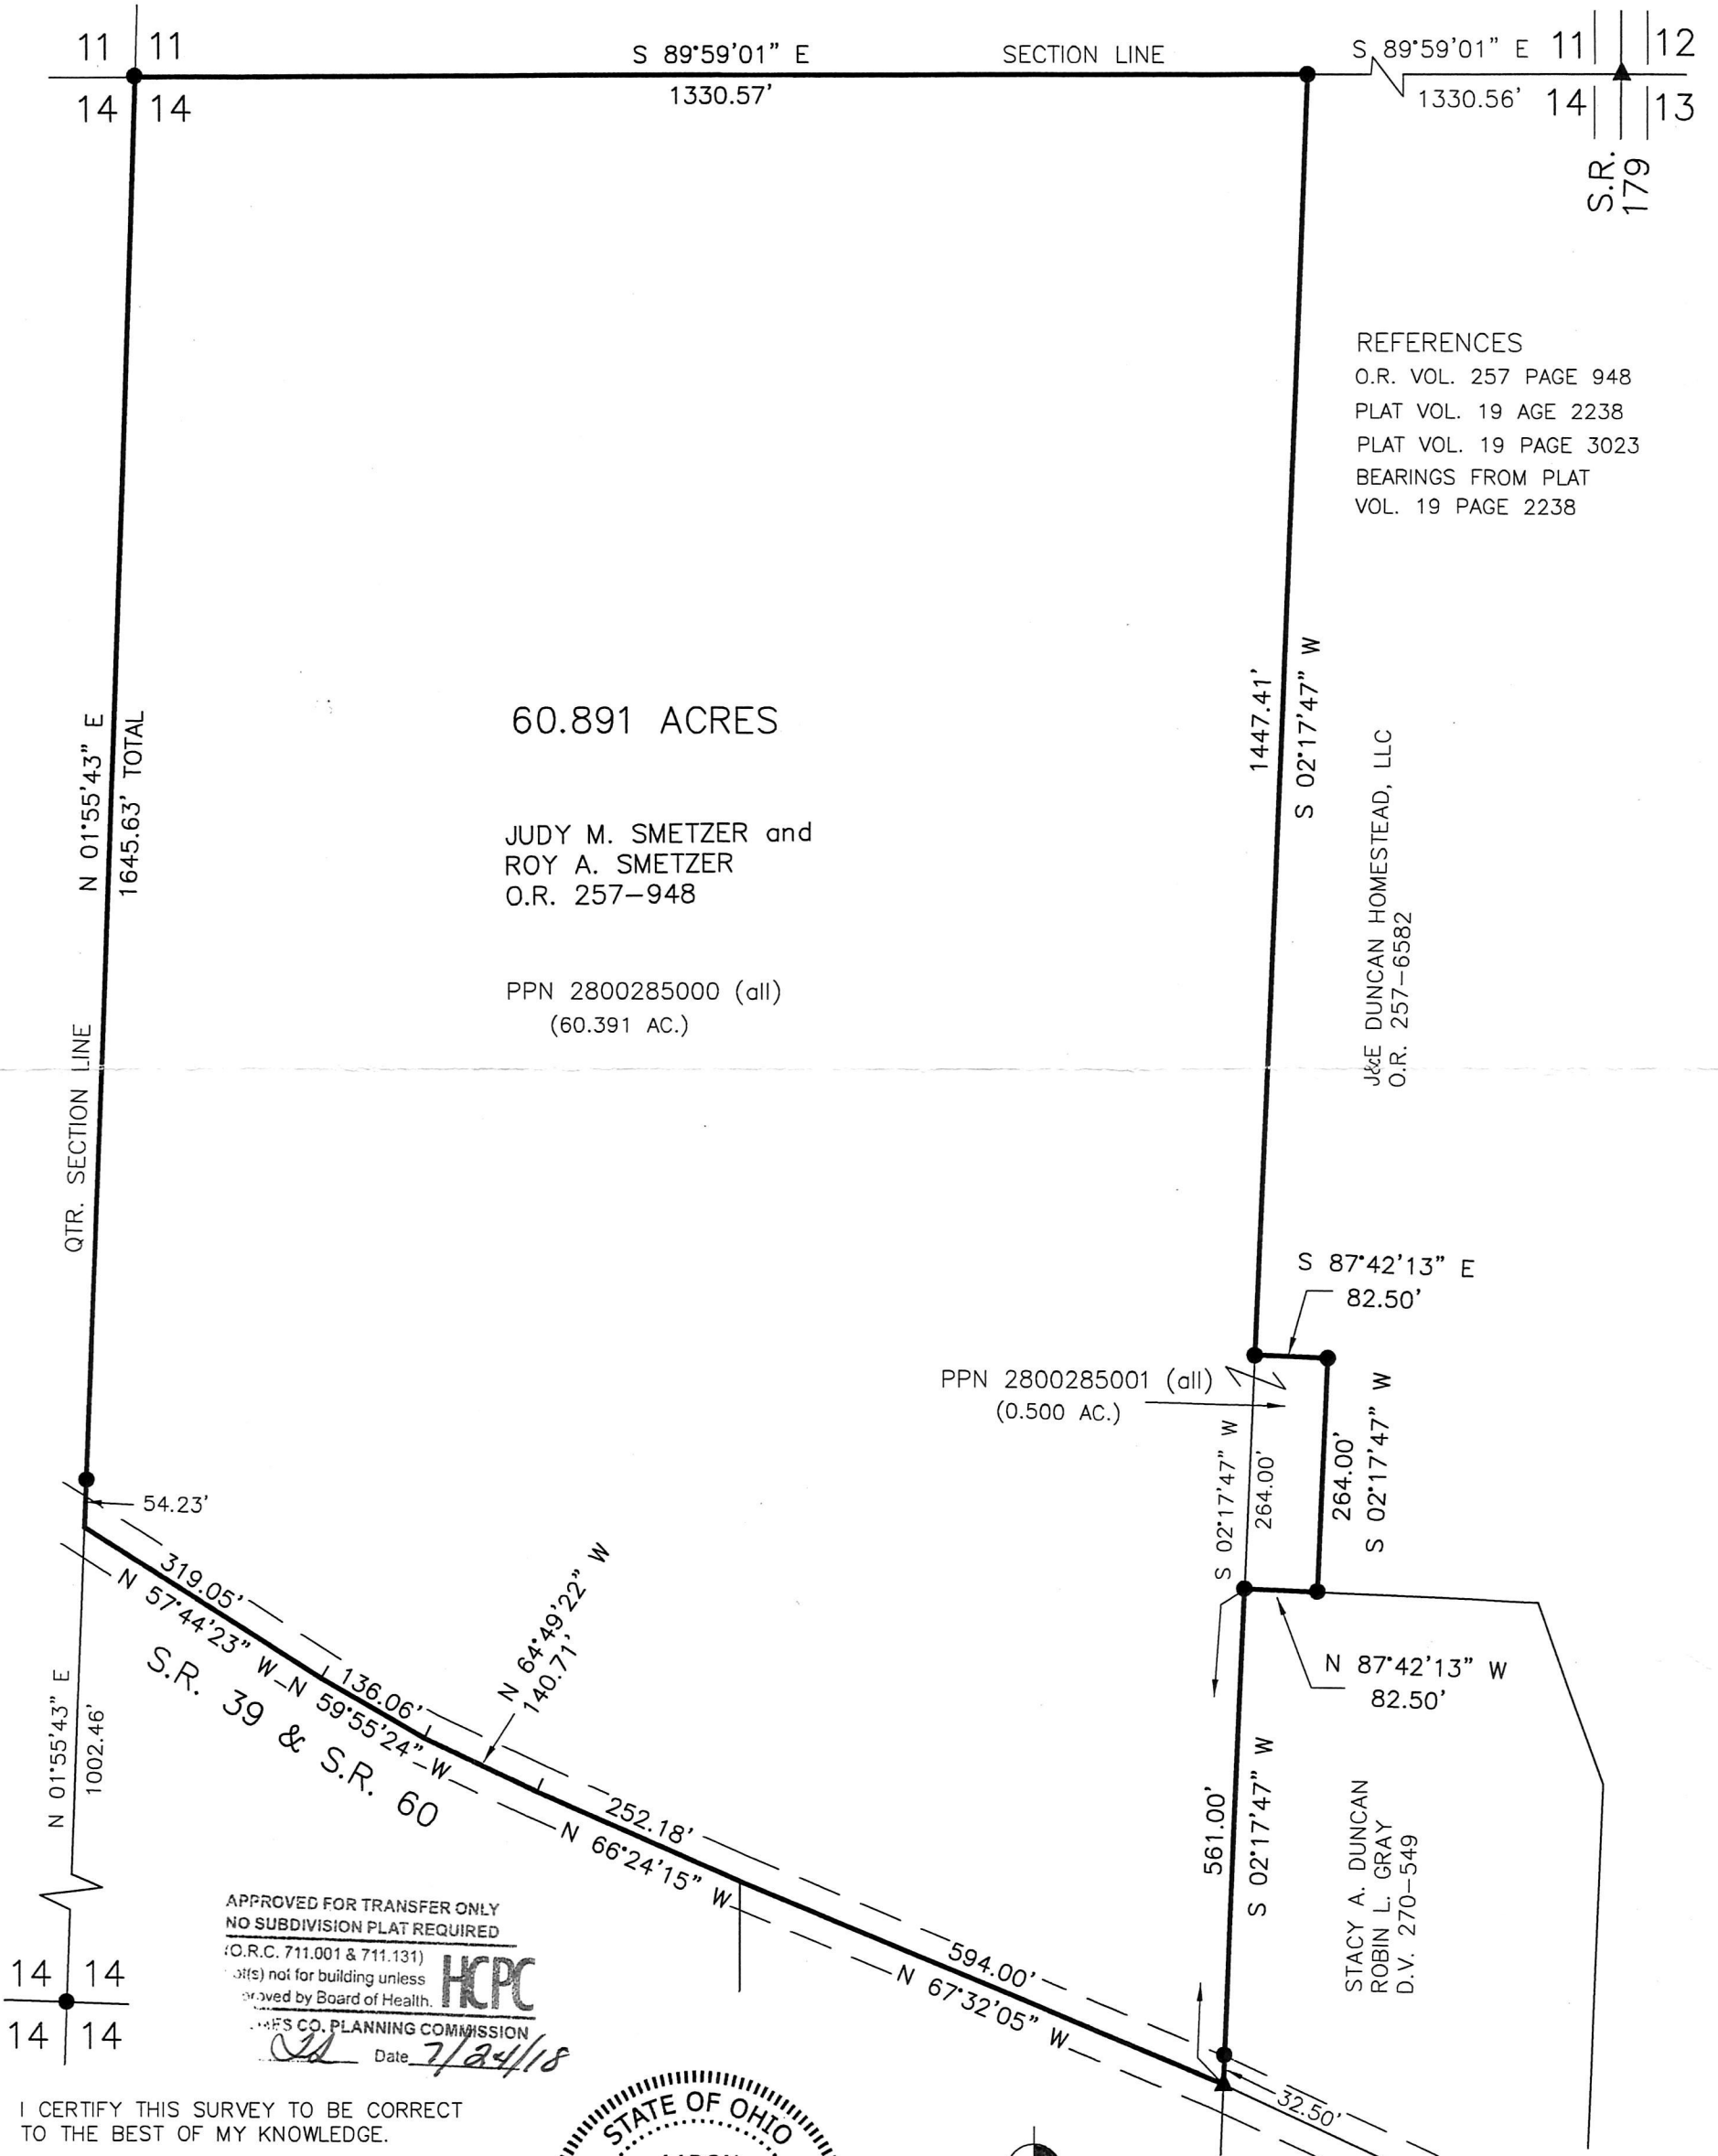 11 11
14 14
S 89°59'01" E
1330.57'
SECTION LINE
S 89°59'01" E
1330.56'
11 12
14 13
S.R.
179
REFERENCES
O.R. VOL. 257 PAGE 948
PLAT VOL. 19 AGE 2238
PLAT VOL. 19 PAGE 3023
BEARINGS FROM PLAT
VOL. 19 PAGE 2238
N 01°55'43" E
1645.63' TOTAL
QTR. SECTION LINE
60.891 ACRES
JUDY M. SMETZER and
ROY A. SMETZER
O.R. 257-948
PPN 2800285000 (all)
(60.391 AC.)
1447.41'
S 02°17'47" W
J&E DUNCAN HOMESTEAD, LLC
O.R. 257-6582
S 87°42'13" E
82.50'
PPN 2800285001 (all)
(0.500 AC.)
S 02°17'47" W
264.00'
264.00'
S 02°17'47" W
54.23'
319.05'
N 57°44'23" W
136.06'
N 59°55'24" W
N 64°49'22" W
140.71'
S.R. 39 & S.R. 60
252.18'
N 66°24'15" W
594.00'
N 67°32'05" W
N 87°42'13" W
82.50'
561.00'
S 02°17'47" W
STACY A. DUNCAN
ROBIN L. GRAY
D.V. 270-549
32.50'
N 01°55'43" E
1002.46'
14 14
14 14
APPROVED FOR TRANSFER ONLY
NO SUBDIVISION PLAT REQUIRED
(O.R.C. 711.001 & 711.131)
not for building unless
by Board of Health.
HCPC
CO. PLANNING COMMISSION
Date 7/24/18
I CERTIFY THIS SURVEY TO BE CORRECT
TO THE BEST OF MY KNOWLEDGE.
STATE OF OHIO